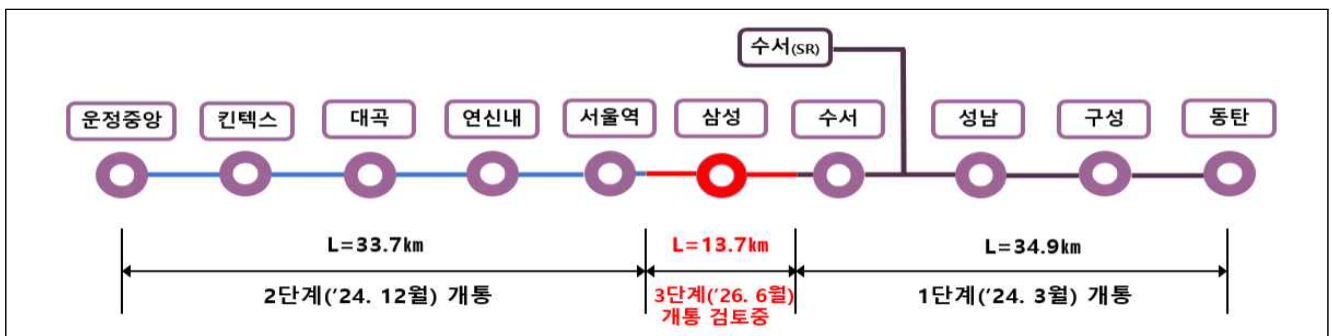 수서(SR)
운정중앙 킨텍스 대곡 연신내 서울역 삼성 수서 성남 구성 동탄
L=33.7㎞ L=13.7㎞ L=34.9㎞
2단계('24. 12월) 개통 3단계('26. 6월) 1단계('24. 3월) 개통
개통 검토중